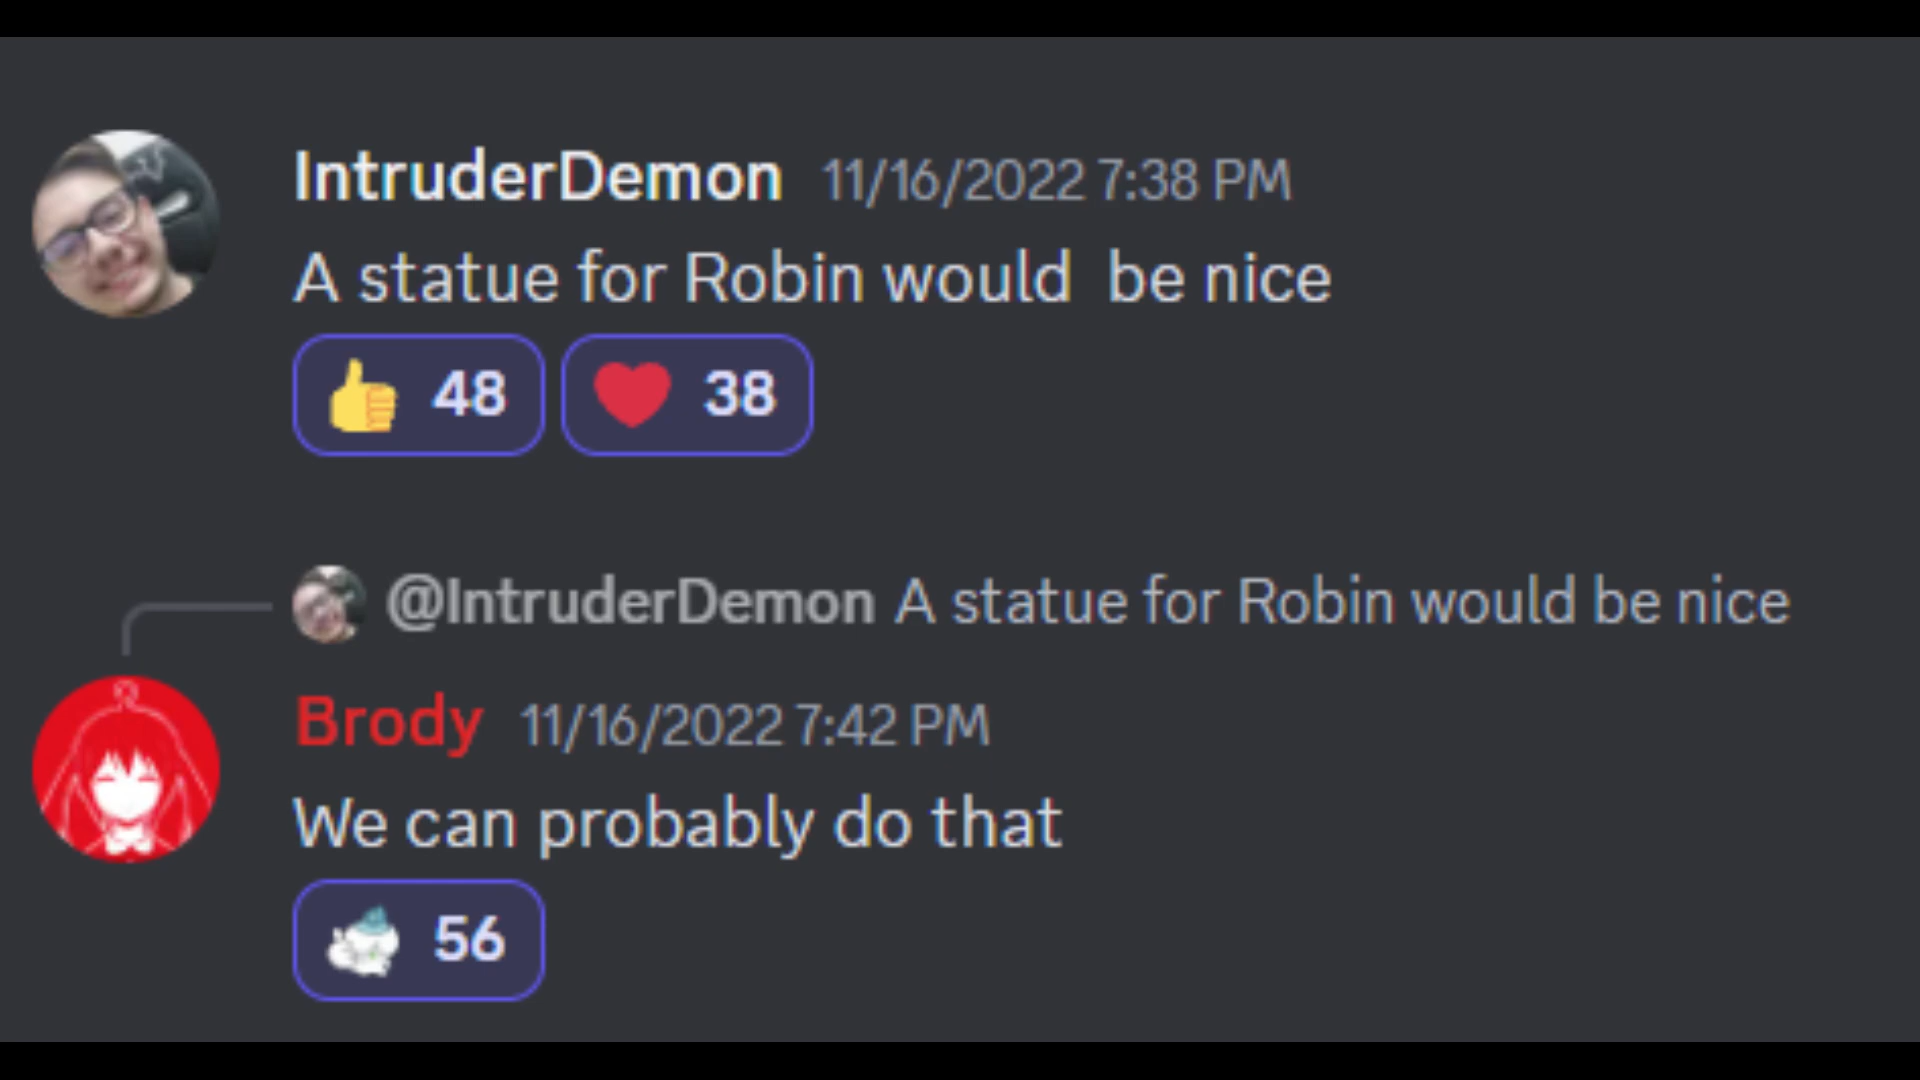 IntruderDemon 11/16/2022 7:38 PM
A statue for Robin would  be nice
👍 48 ❤️ 38
@IntruderDemon A statue for Robin would be nice
Brody 11/16/2022 7:42 PM
We can probably do that
56